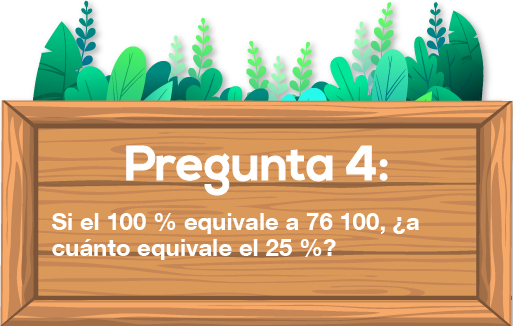 Pregunta 4:
Si el 100 % equivale a 76 100, ¿a
cuánto equivale el 25 %?